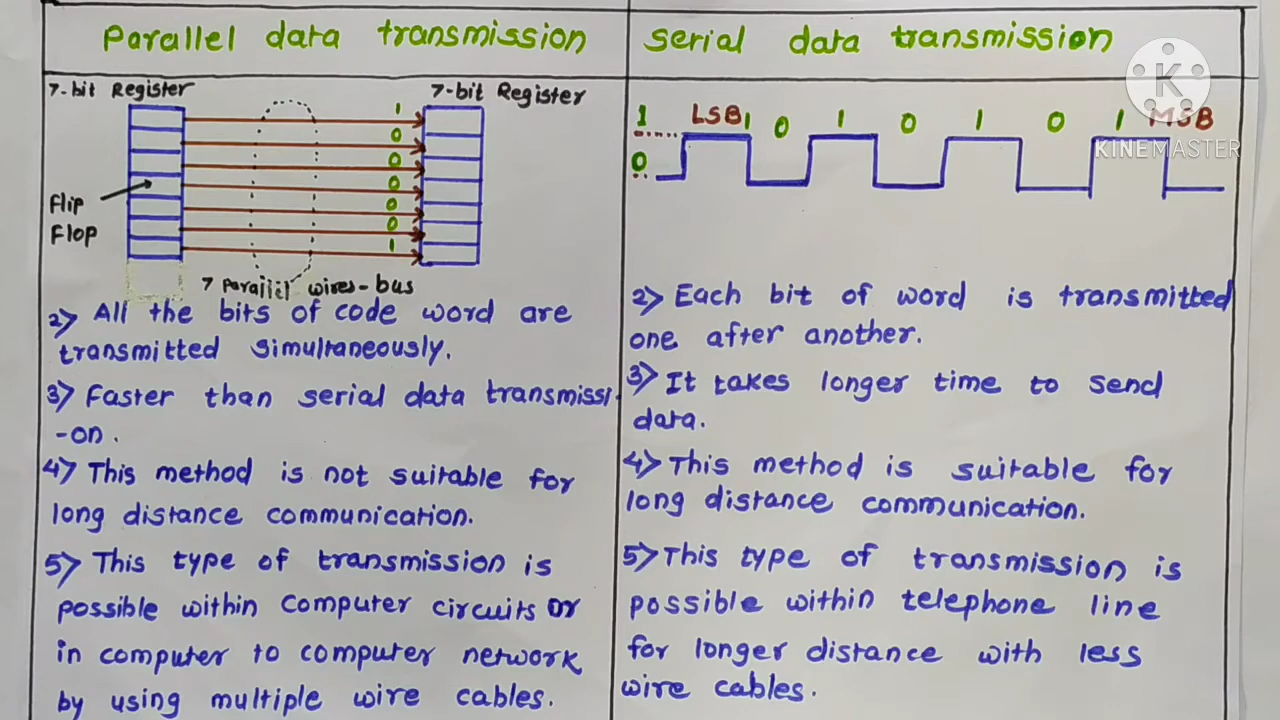 Parallel data transmission
7-bit Register
7-bit Register
1
0
0
0
0
0
1
Flip
Flop
7 parallel wires-bus
2) All the bits of code word are
transmitted simultaneously.
3) Faster than serial data transmissi
-on.
4) This method is not suitable for
long distance communication.
5) This type of transmission is
possible within computer circuits or
in computer to computer network
by using multiple wire cables.
serial data transmission
1 LSB 1 0 1 0 1 0 1 MSB
0
K
KINEMASTER
2) Each bit of word is transmitted
one after another.
3) It takes longer time to send
data.
4) This method is suitable for
long distance communication.
5) This type of transmission is
possible within telephone line
for longer distance with less
wire cables.